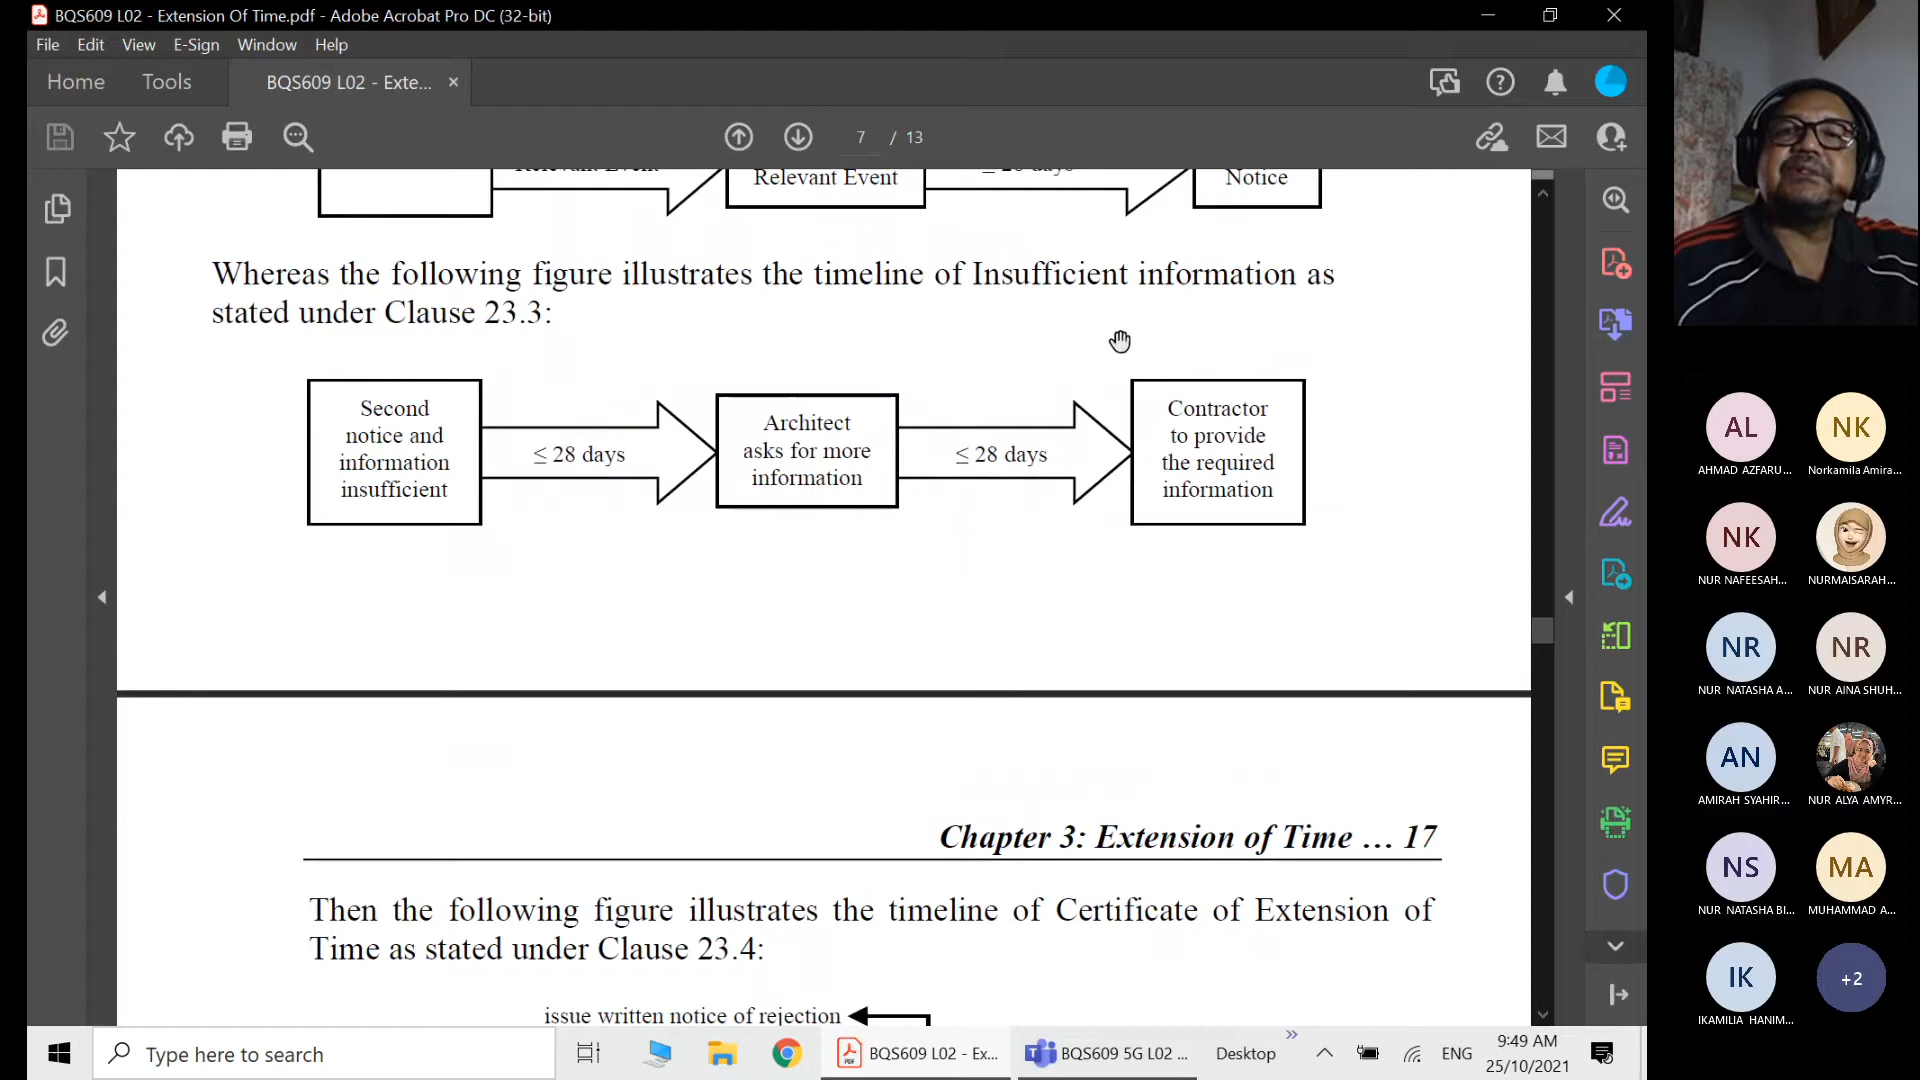 BQS609 L02 - Extension Of Time.pdf - Adobe Acrobat Pro DC (32-bit)
File Edit View E-Sign Window Help
Home Tools BQS609 L02 - Exte... ×
7 / 13
Relevant Event
Notice
Whereas the following figure illustrates the timeline of Insufficient information as
stated under Clause 23.3:
Second
notice and
information
insufficient
≤ 28 days
Architect
asks for more
information
≤ 28 days
Contractor
to provide
the required
information
Chapter 3: Extension of Time ... 17
Then the following figure illustrates the timeline of Certificate of Extension of
Time as stated under Clause 23.4:
issue written notice of rejection
AL
AHMAD AZFARU...
NK
Norkamila Amira...
NK
NUR NAFEESAH...
NURMAISARAH...
NR
NUR NATASHA A...
NR
NUR AINA SHUH...
AN
AMIRAH SYAHIR...
NUR ALYA AMYR...
NS
NUR NATASHA BI...
MA
MUHAMMAD A...
IK
IKAMILIA HANIM...
+2
Type here to search
BQS609 L02 - Ex...
BQS609 5G L02 ...
Desktop
ENG
9:49 AM
25/10/2021